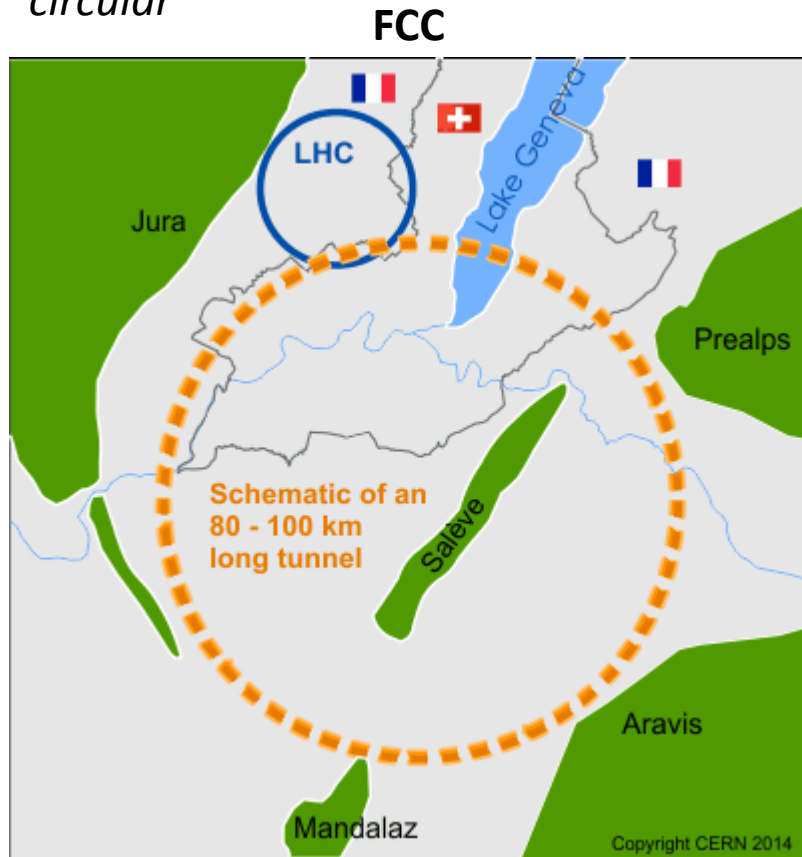 circular
FCC
LHC
Lake Geneva
Jura
Prealps
Schematic of an
80 - 100 km
long tunnel
Salève
Aravis
Mandalaz
Copyright CERN 2014